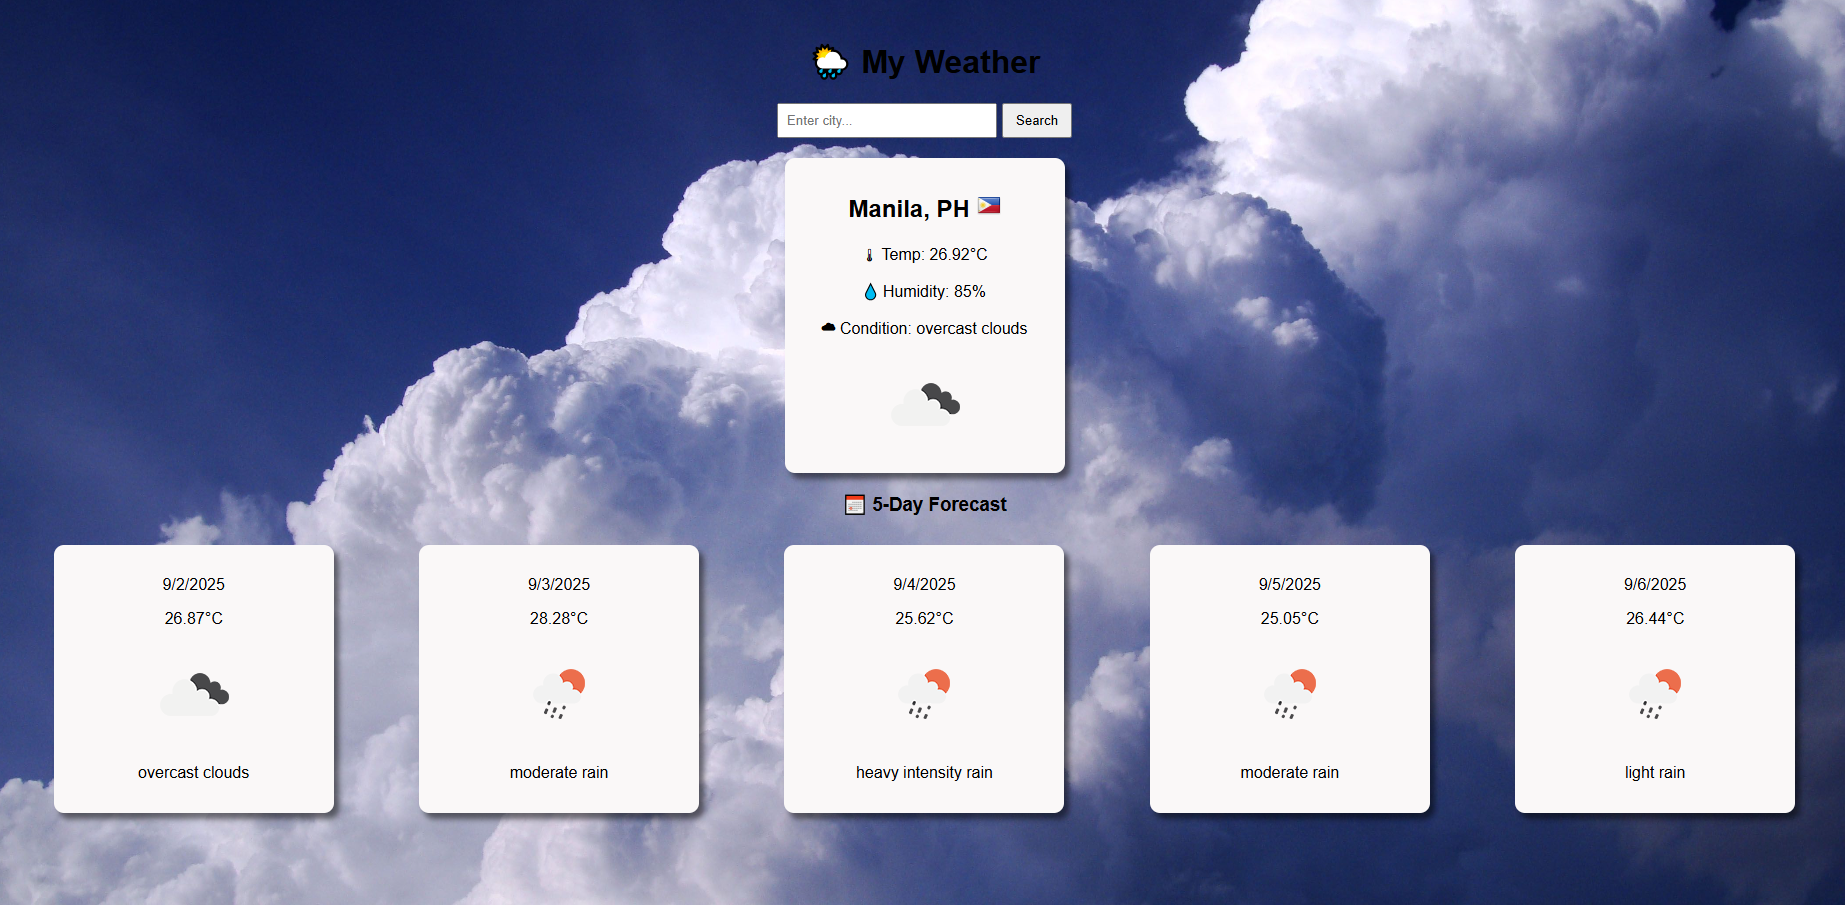 My Weather
Enter city...
Search
Manila, PH
Temp: 26.92°C
Humidity: 85%
Condition: overcast clouds
5-Day Forecast
9/2/2025
26.87°C
overcast clouds
9/3/2025
28.28°C
moderate rain
9/4/2025
25.62°C
heavy intensity rain
9/5/2025
25.05°C
moderate rain
9/6/2025
26.44°C
light rain